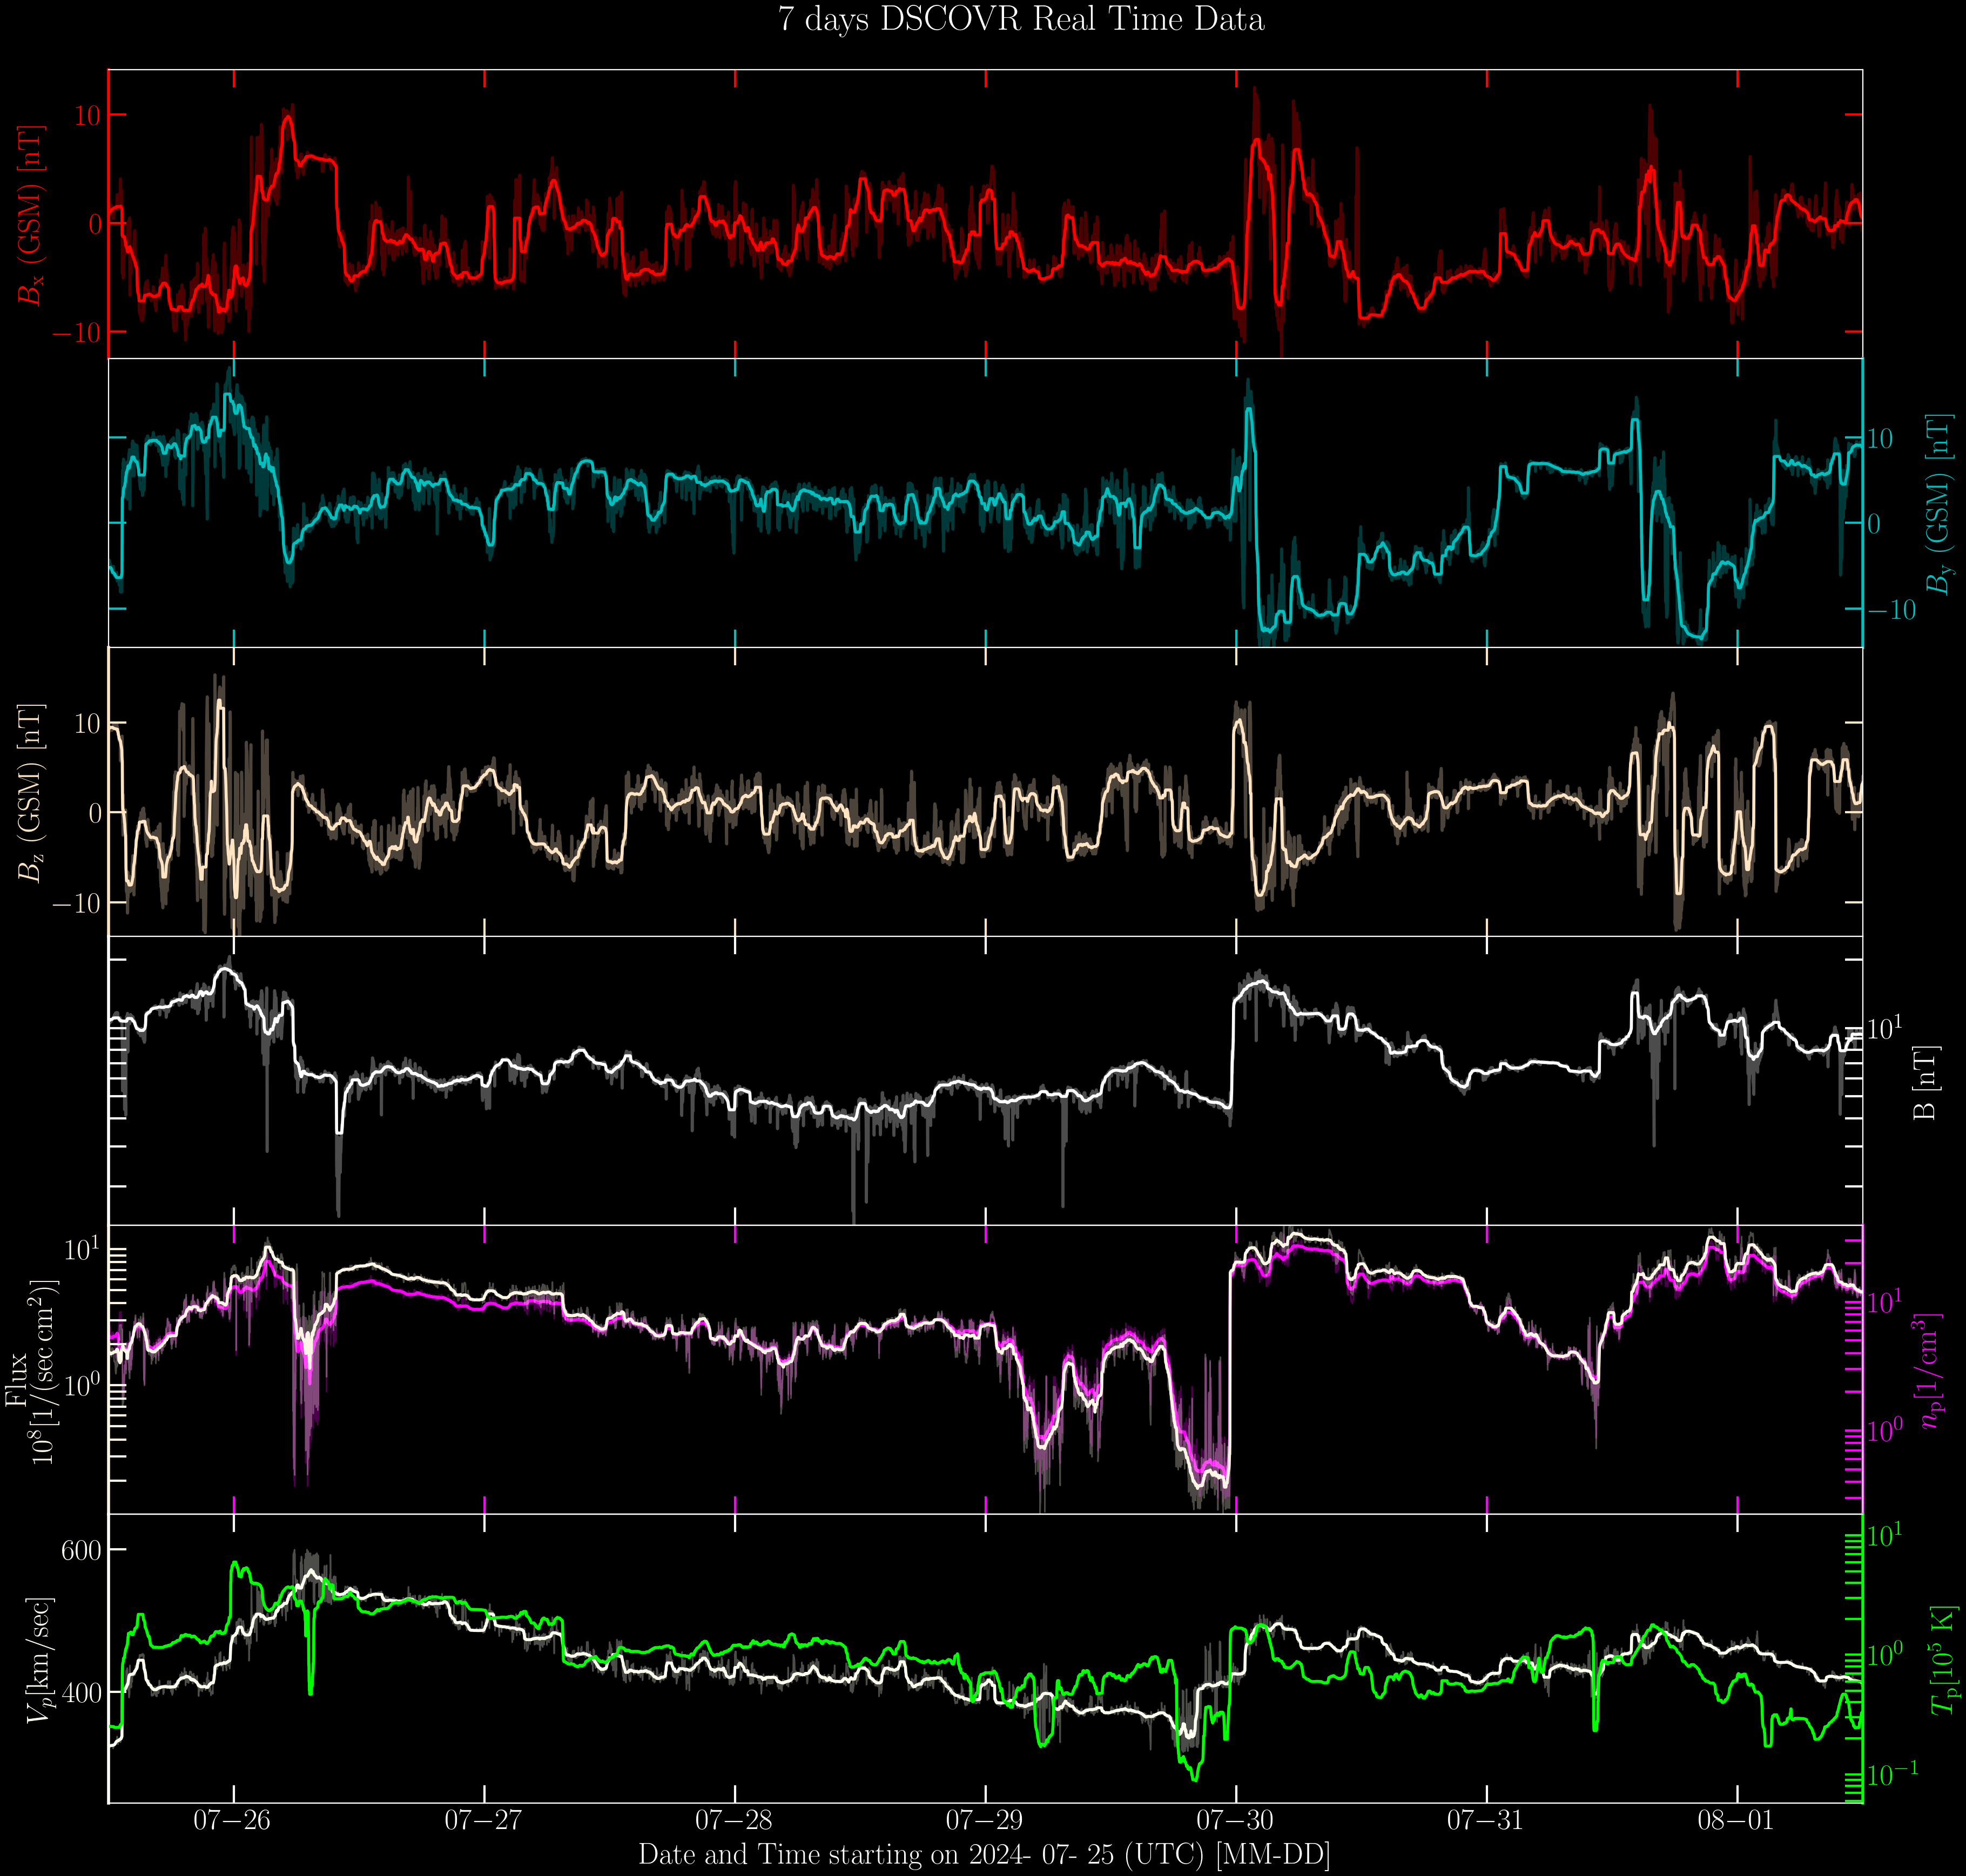 7 days DSCOVR Real Time Data
10
0
−10
Bx (GSM) [nT]
10
0
−10
By (GSM) [nT]
10
0
−10
Bz (GSM) [nT]
10¹
B [nT]
10¹
10⁰
Flux
10⁸[1/(sec cm²)]
10¹
10⁰
np[1/cm³]
600
400
Vp[km/sec]
10¹
10⁰
10⁻¹
Tp[10⁵ K]
07−26 07−27 07−28 07−29 07−30 07−31 08−01
Date and Time starting on 2024- 07- 25 (UTC) [MM-DD]